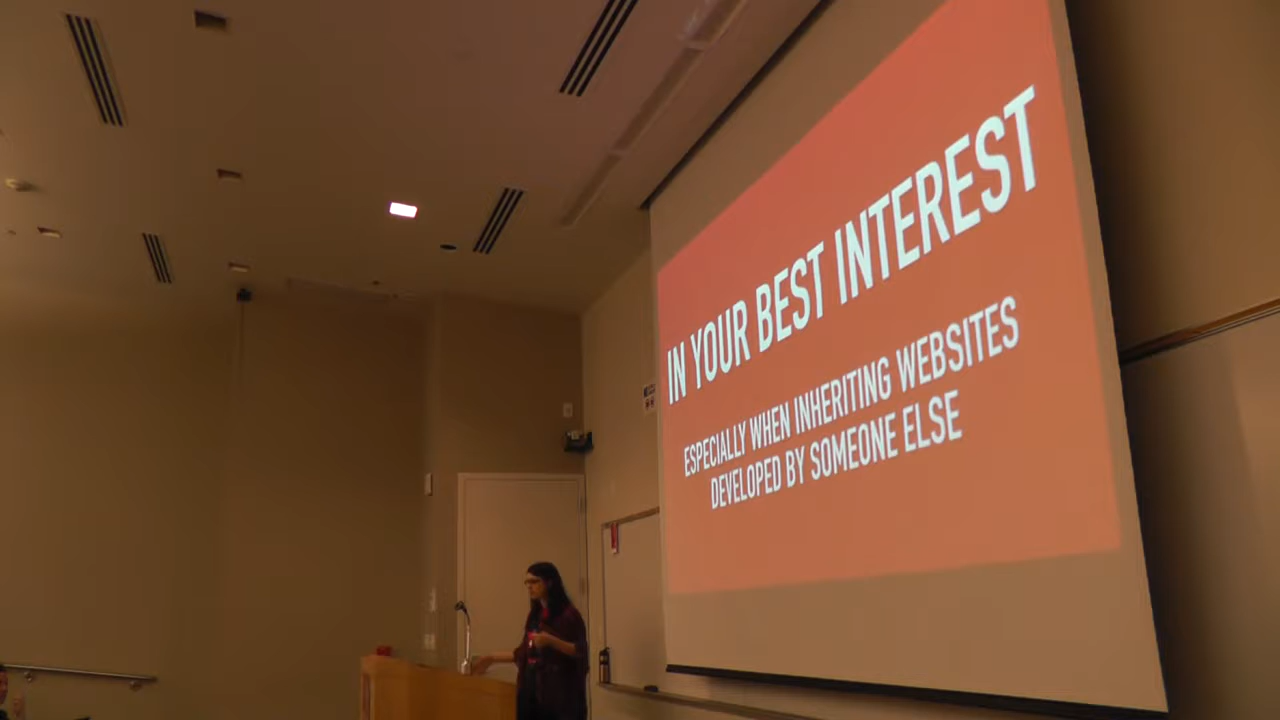 IN YOUR BEST INTEREST
ESPECIALLY WHEN INHERITING WEBSITES
DEVELOPED BY SOMEONE ELSE